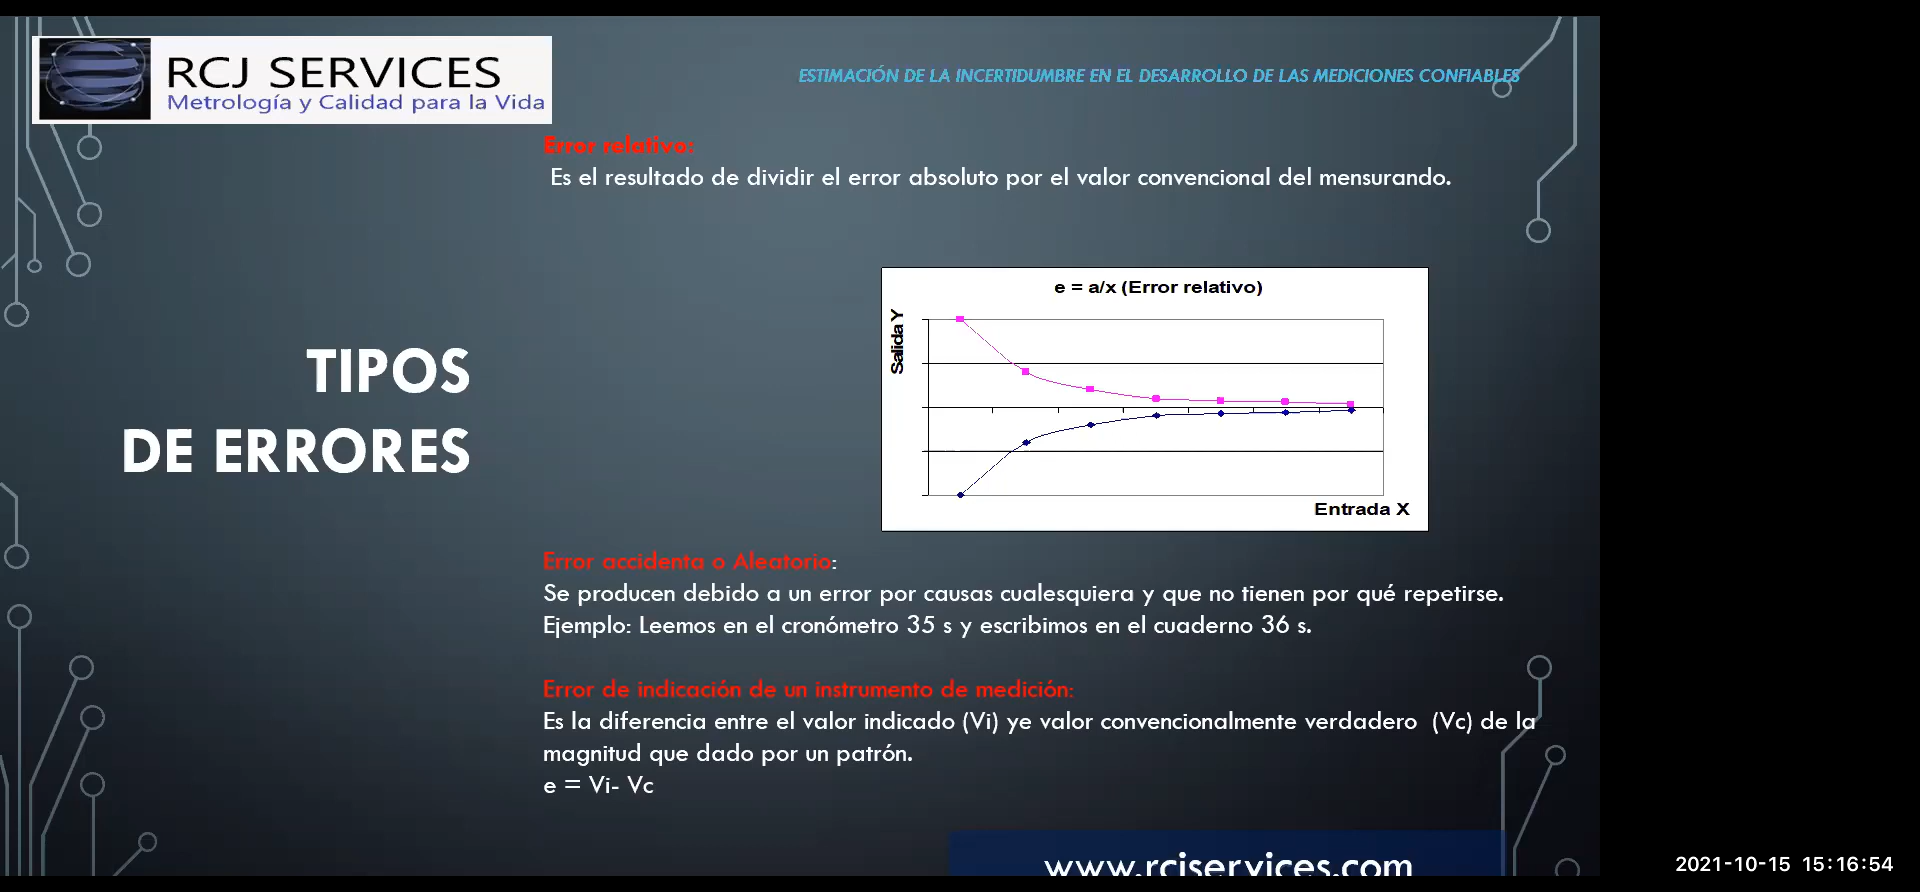 RCJ SERVICES
Metrología y Calidad para la Vida
ESTIMACIÓN DE LA INCERTIDUMBRE EN EL DESARROLLO DE LAS MEDICIONES CONFIABLES
Error relativo:
Es el resultado de dividir el error absoluto por el valor convencional del mensurando.
e = a/x (Error relativo)
Salida Y
Entrada X
TIPOS
DE ERRORES
Error accidenta o Aleatorio:
Se producen debido a un error por causas cualesquiera y que no tienen por qué repetirse.
Ejemplo: Leemos en el cronómetro 35 s y escribimos en el cuaderno 36 s.
Error de indicación de un instrumento de medición:
Es la diferencia entre el valor indicado (Vi) ye valor convencionalmente verdadero (Vc) de la
magnitud que dado por un patrón.
e = Vi- Vc
www.rcjservices.com
2021-10-15 15:16:54